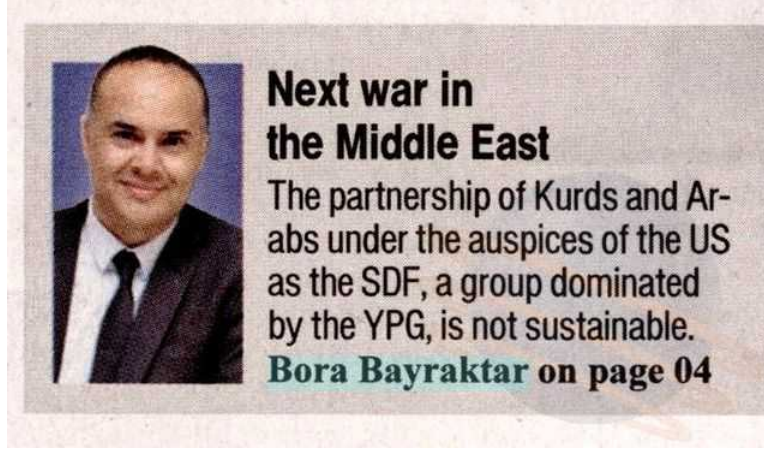 Next war in
the Middle East
The partnership of Kurds and Ar-
abs under the auspices of the US
as the SDF, a group dominated
by the YPG, is not sustainable.
Bora Bayraktar on page 04